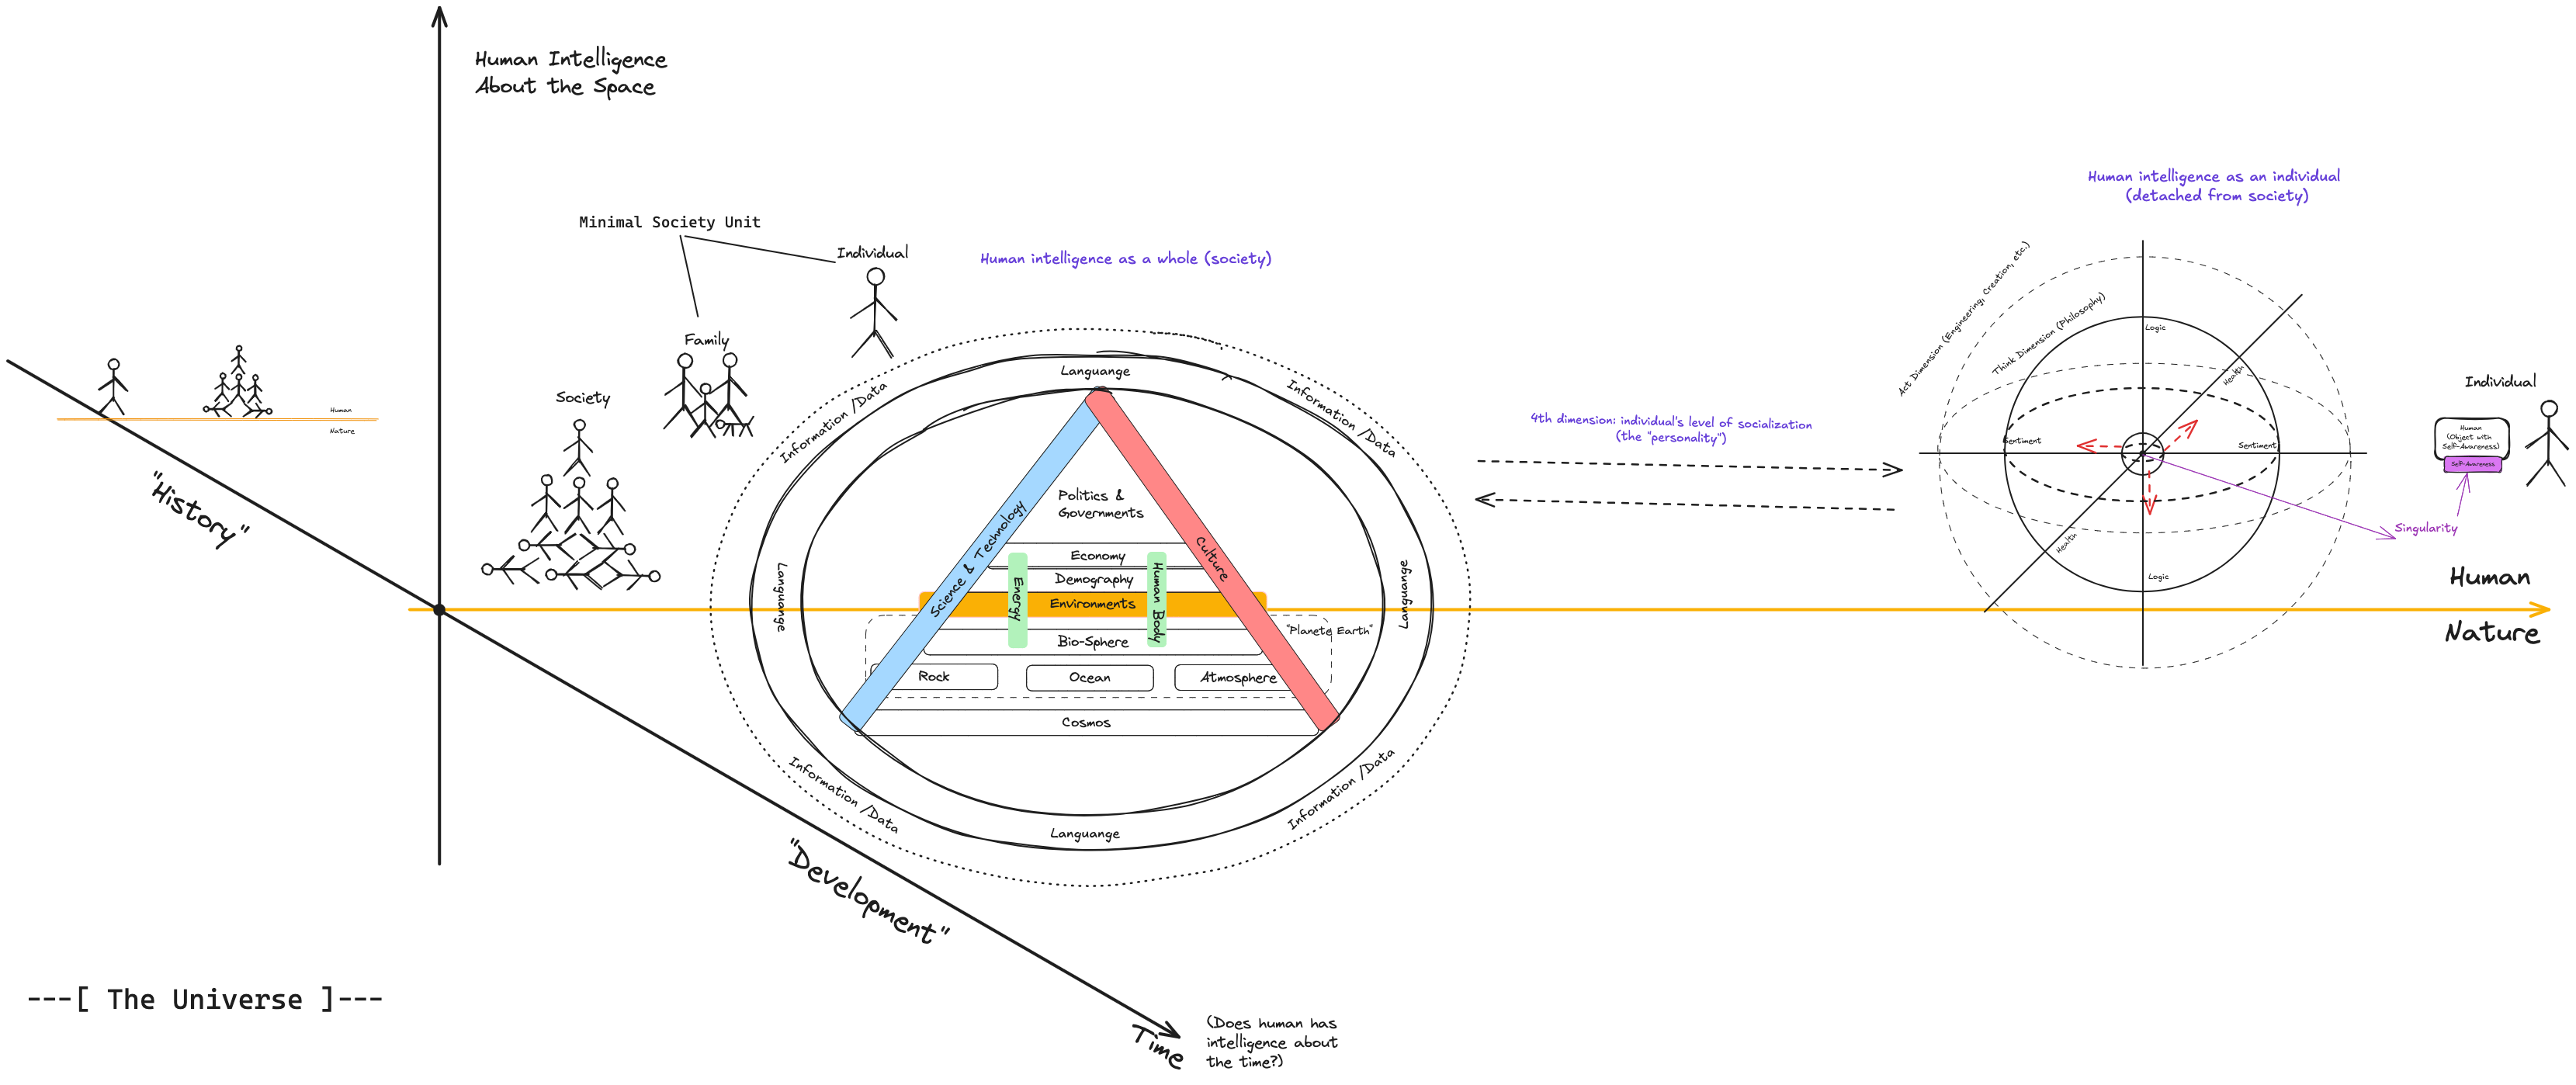 Human Intelligence
About the Space
Minimal Society Unit
Individual
Family
Society
Human
Nature
"History"
Human intelligence as a whole (society)
Languange
Information /Data
Information /Data
Languange
Languange
Information /Data
Information /Data
Languange
Science & Technology
Culture
Politics &
Governments
Economy
Demography
Environments
Energy
Human Body
Bio-Sphere
"Planete Earth"
Rock
Ocean
Atmosphere
Cosmos
4th dimension: individual's level of socialization
(the "personality")
Human intelligence as an individual
(detached from society)
Act Dimension (Engineering, Creation, etc.)
Think Dimension (Philosophy)
Logic
Health
Sentiment
Sentiment
Health
Logic
Singularity
Individual
Human
(Object with
Self-Awareness)
Self-Awareness
Human
Nature
"Development"
Time
(Does human has
intelligence about
the time?)
---[ The Universe ]---